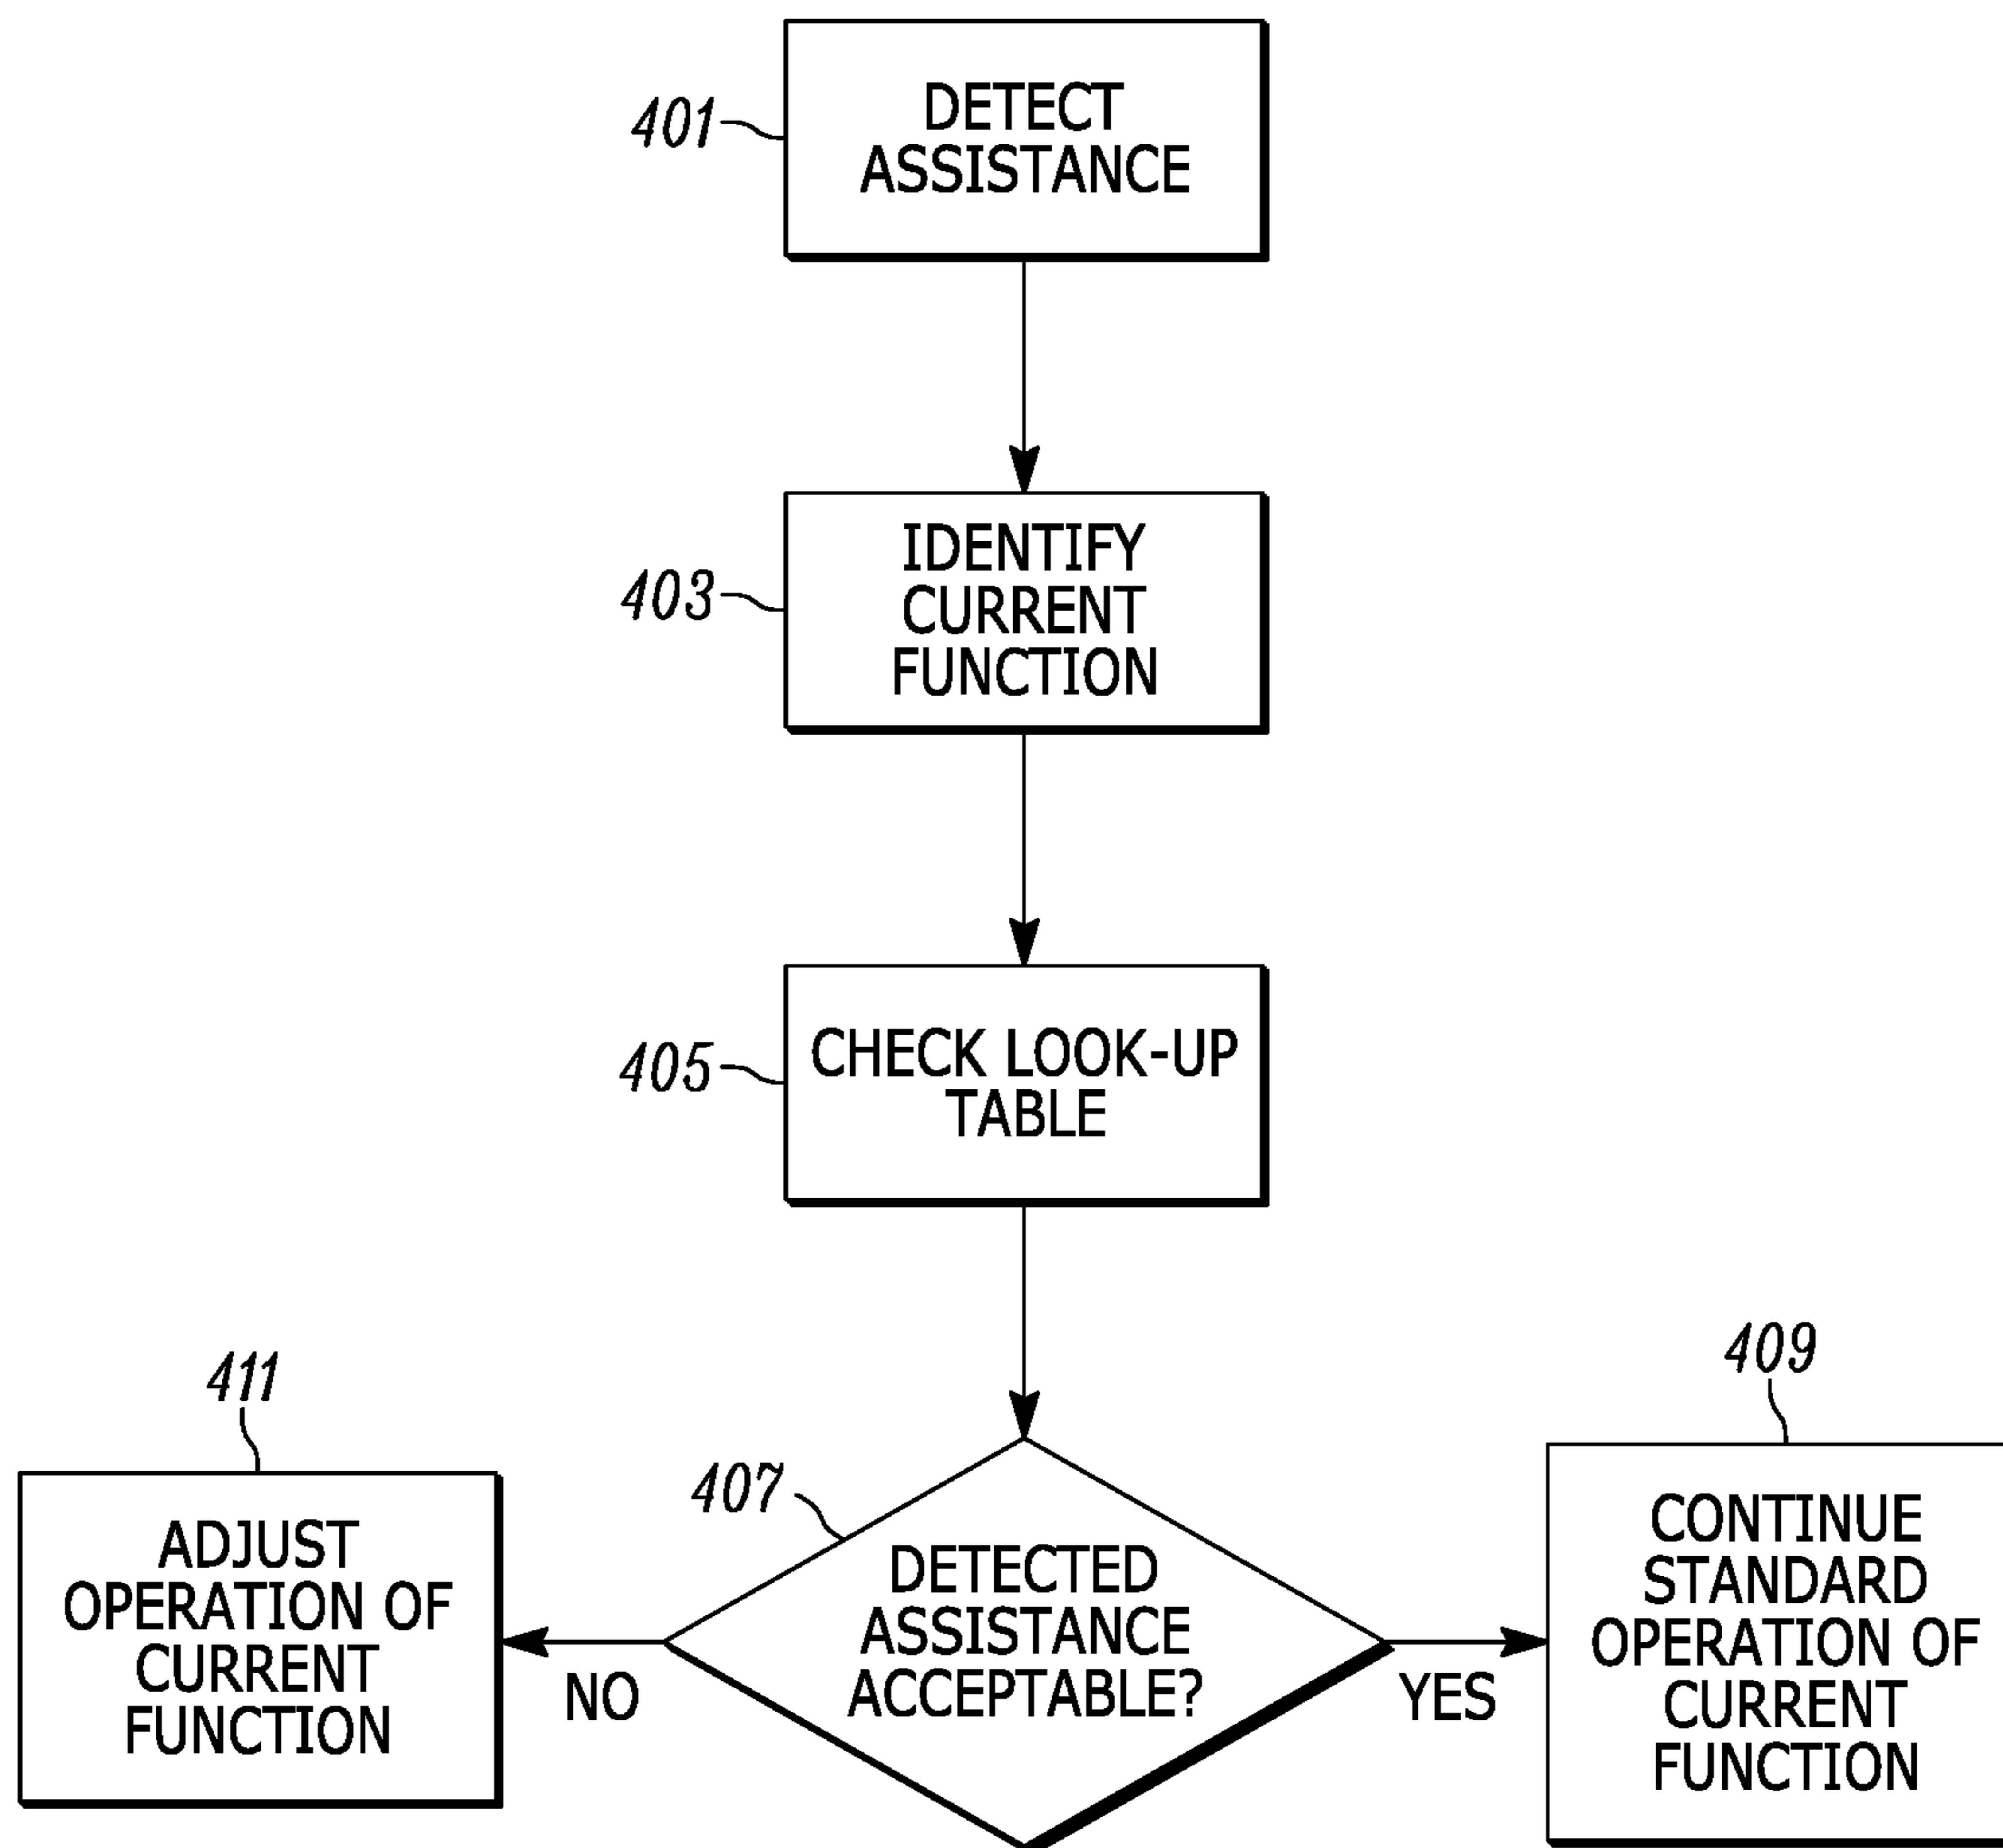 401
DETECT
ASSISTANCE
403
IDENTIFY
CURRENT
FUNCTION
405
CHECK LOOK-UP
TABLE
411
ADJUST
OPERATION OF
CURRENT
FUNCTION
NO
407
DETECTED
ASSISTANCE
ACCEPTABLE?
YES
409
CONTINUE
STANDARD
OPERATION OF
CURRENT
FUNCTION